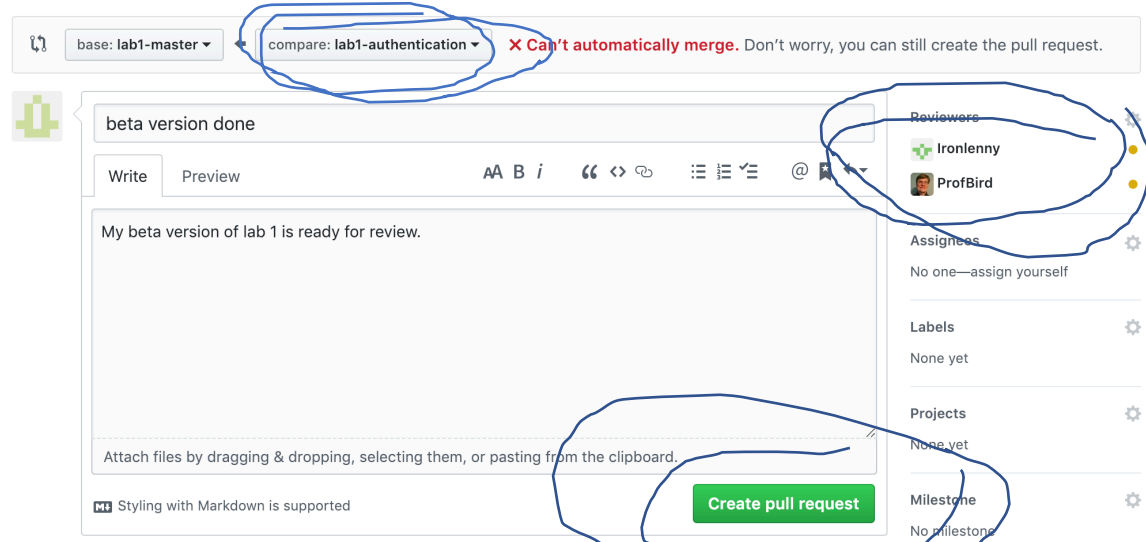 base: lab1-master
compare: lab1-authentication
Can't automatically merge. Don't worry, you can still create the pull request.
beta version done
Write
Preview
AA B i
@
My beta version of lab 1 is ready for review.
Attach files by dragging & dropping, selecting them, or pasting from the clipboard.
Styling with Markdown is supported
Create pull request
Reviewers
Ironlenny
ProfBird
Assignees
No one—assign yourself
Labels
None yet
Projects
None yet
Milestone
No milestone